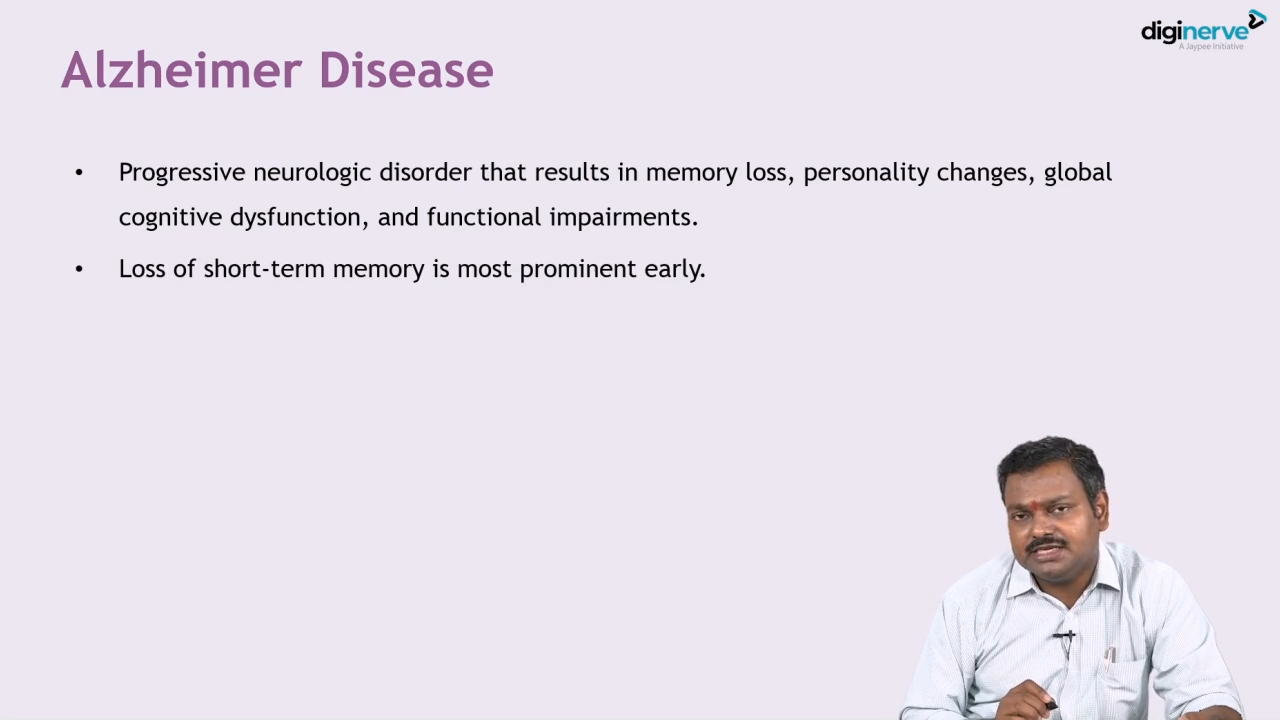 diginerve
A Jaypee Initiative
Alzheimer Disease
• Progressive neurologic disorder that results in memory loss, personality changes, global
cognitive dysfunction, and functional impairments.
• Loss of short-term memory is most prominent early.